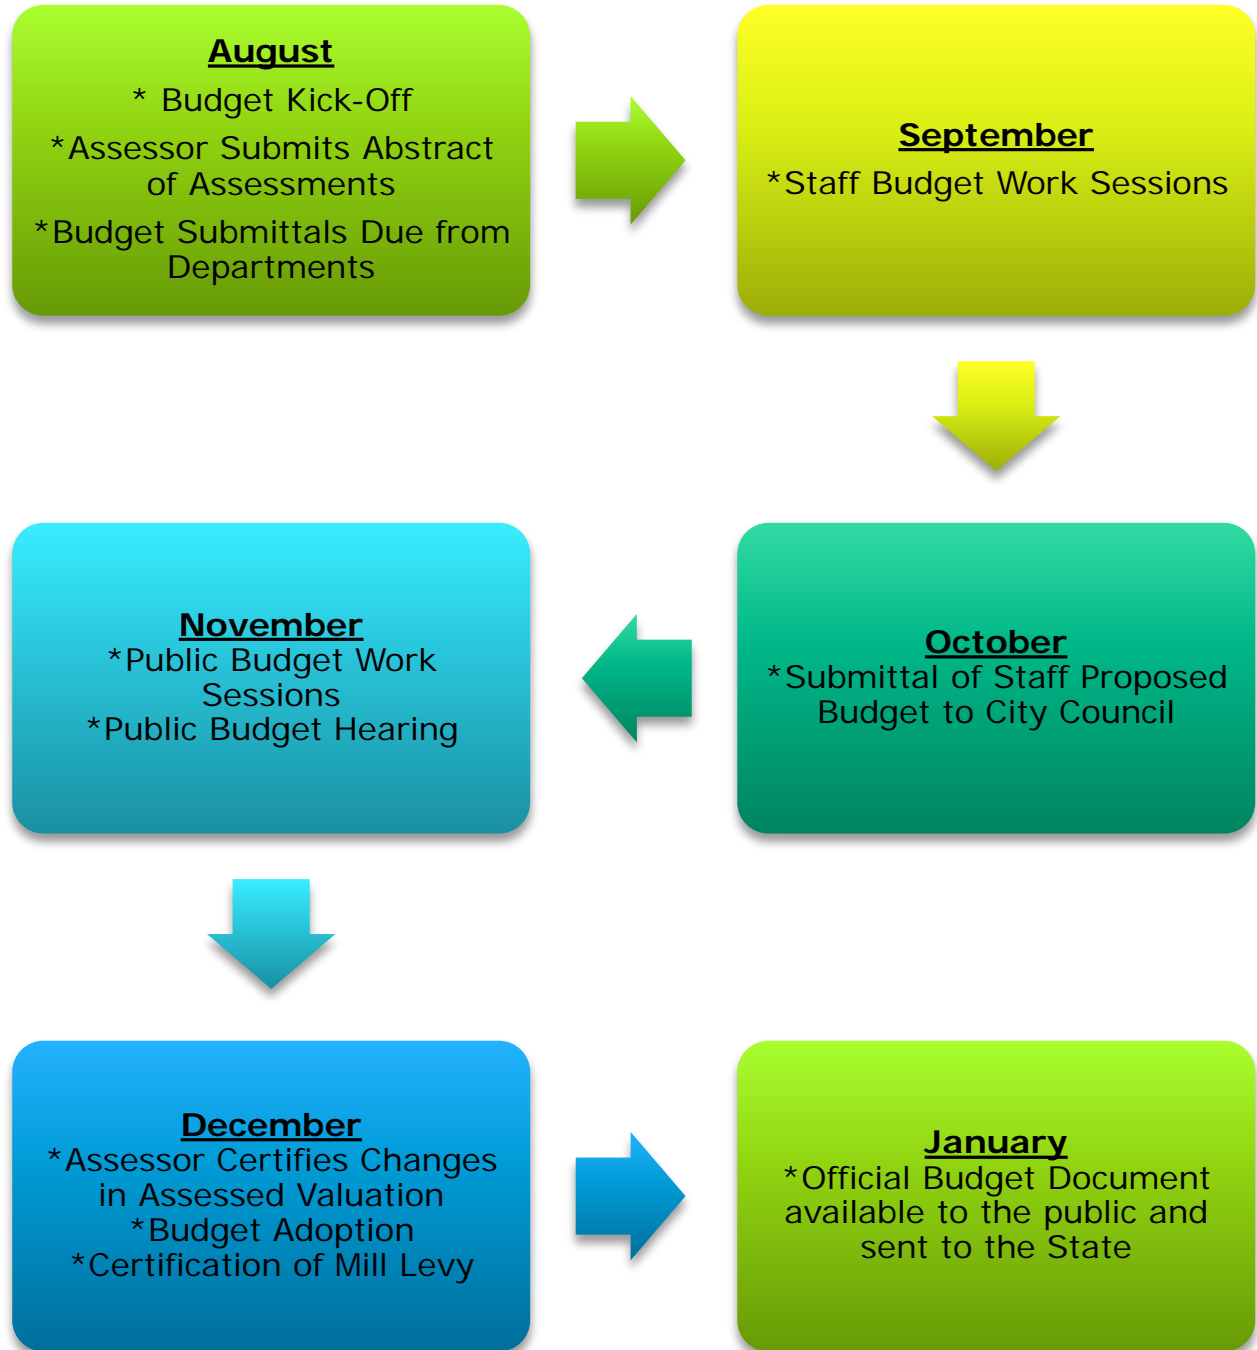 August
* Budget Kick-Off
*Assessor Submits Abstract
of Assessments
*Budget Submittals Due from
Departments
September
*Staff Budget Work Sessions
October
*Submittal of Staff Proposed
Budget to City Council
November
*Public Budget Work
Sessions
*Public Budget Hearing
December
*Assessor Certifies Changes
in Assessed Valuation
*Budget Adoption
*Certification of Mill Levy
January
*Official Budget Document
available to the public and
sent to the State